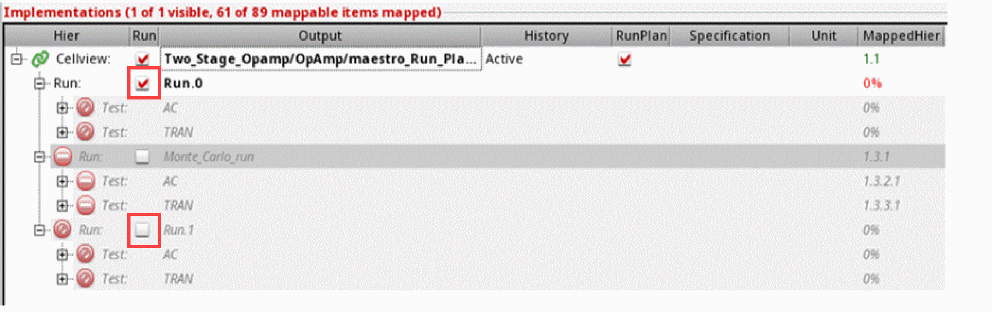 Implementations (1 of 1 visible, 61 of 89 mappable items mapped)
Hier Run Output History RunPlan Specification Unit MappedHier
Cellview: Two_Stage_Opamp/OpAmp/maestro_Run_Pla... Active 1.1
Run: Run.0 0%
Test: AC 0%
Test: TRAN 0%
Run: Monte_Carlo_run 1.3.1
Test: AC 1.3.2.1
Test: TRAN 1.3.3.1
Run: Run.1 0%
Test: AC 0%
Test: TRAN 0%